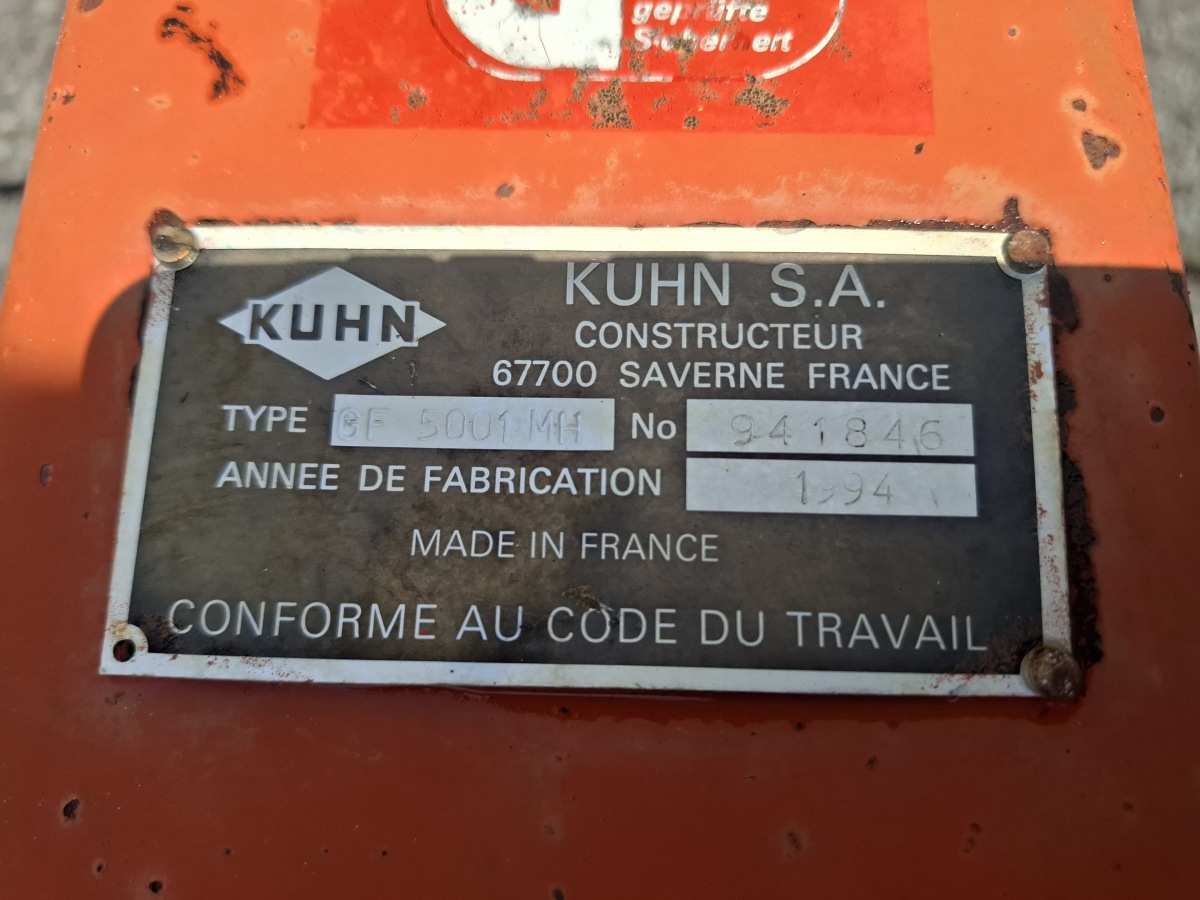 geprüfte
Sicherheit
KUHN
KUHN S.A.
CONSTRUCTEUR
67700 SAVERNE FRANCE
TYPE GF 5001 MH No 941846
ANNEE DE FABRICATION 1994
MADE IN FRANCE
CONFORME AU CODE DU TRAVAIL